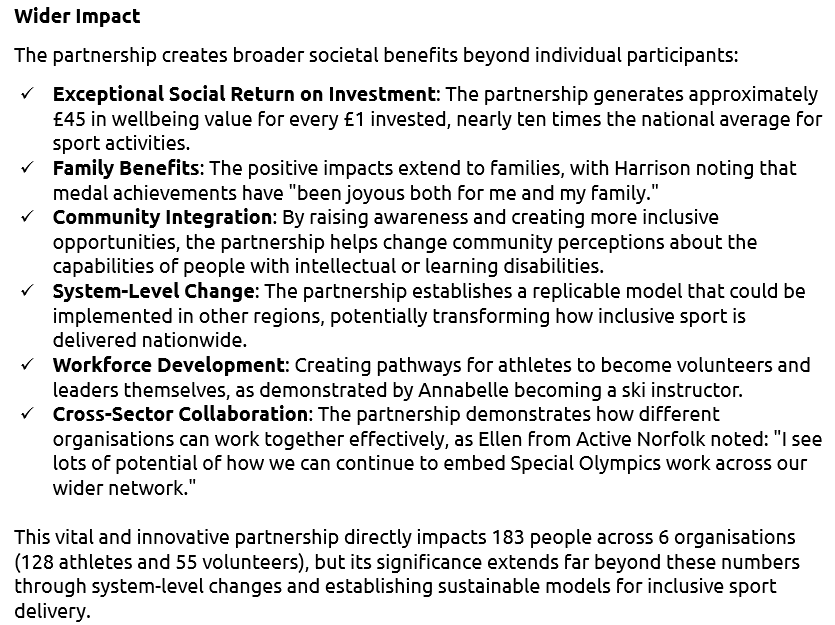 Wider Impact
The partnership creates broader societal benefits beyond individual participants:
✓ Exceptional Social Return on Investment: The partnership generates approximately
£45 in wellbeing value for every £1 invested, nearly ten times the national average for
sport activities.
✓ Family Benefits: The positive impacts extend to families, with Harrison noting that
medal achievements have "been joyous both for me and my family."
✓ Community Integration: By raising awareness and creating more inclusive
opportunities, the partnership helps change community perceptions about the
capabilities of people with intellectual or learning disabilities.
✓ System-Level Change: The partnership establishes a replicable model that could be
implemented in other regions, potentially transforming how inclusive sport is
delivered nationwide.
✓ Workforce Development: Creating pathways for athletes to become volunteers and
leaders themselves, as demonstrated by Annabelle becoming a ski instructor.
✓ Cross-Sector Collaboration: The partnership demonstrates how different
organisations can work together effectively, as Ellen from Active Norfolk noted: "I see
lots of potential of how we can continue to embed Special Olympics work across our
wider network."
This vital and innovative partnership directly impacts 183 people across 6 organisations
(128 athletes and 55 volunteers), but its significance extends far beyond these numbers
through system-level changes and establishing sustainable models for inclusive sport
delivery.